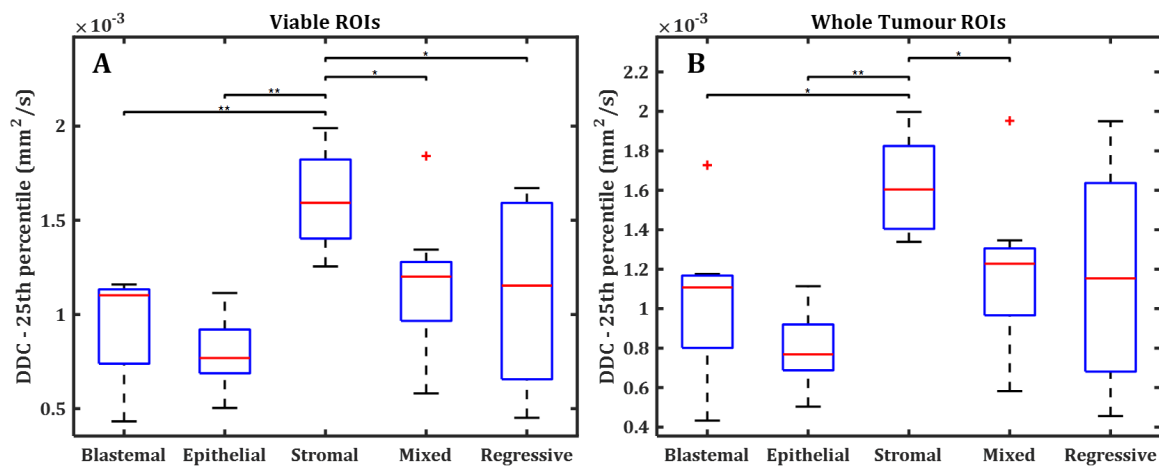 Viable ROIs
×10⁻³
A
DDC - 25th percentile (mm²/s)
2
1.5
1
0.5
*
*
**
**
Blastemal Epithelial Stromal Mixed Regressive
Whole Tumour ROIs
×10⁻³
B
DDC - 25th percentile (mm²/s)
2.2
2
1.8
1.6
1.4
1.2
1
0.8
0.6
0.4
*
**
*
Blastemal Epithelial Stromal Mixed Regressive